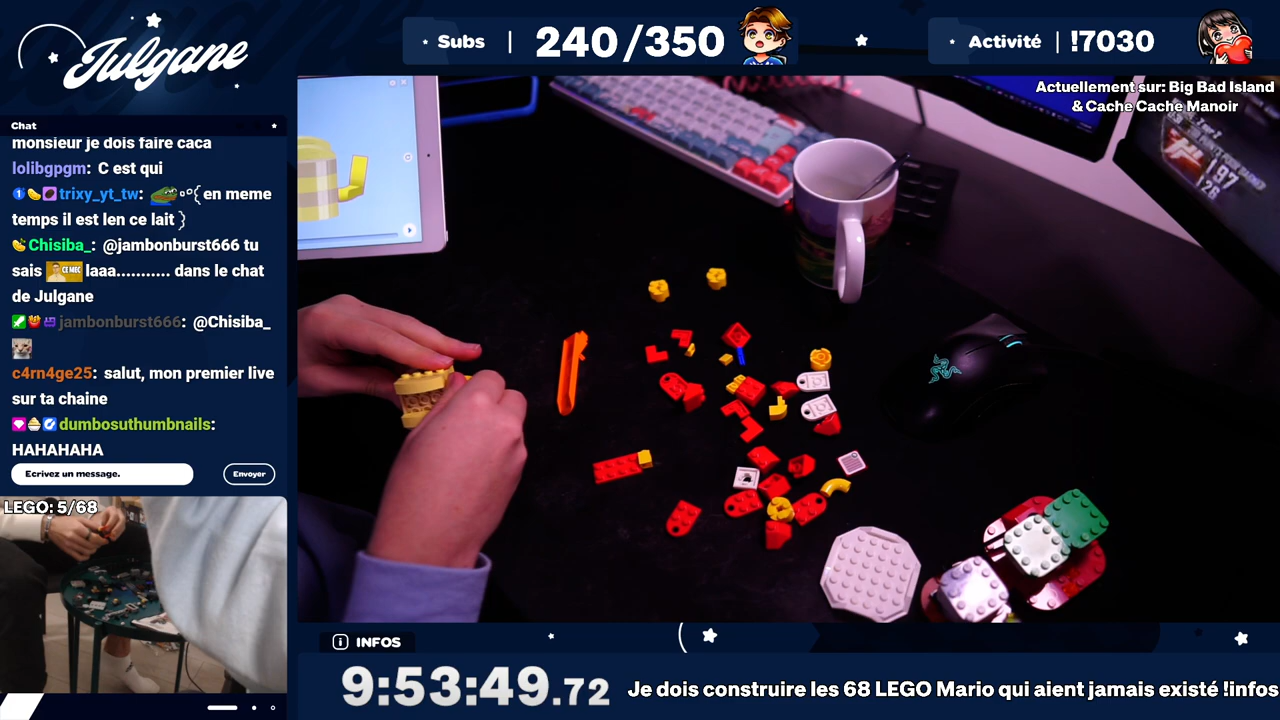 Julgane
Subs | 240/350
Activité | !7030
Actuellement sur: Big Bad Island
& Cache Cache Manoir
Chat
monsieur je dois faire caca
lolibgpgm: C est qui
trixy_yt_tw: en meme
temps il est len ce lait
Chisiba_: @jambonburst666 tu
sais CE MEC laaa........... dans le chat
de Julgane
jambonburst666: @Chisiba_
c4rn4ge25: salut, mon premier live
sur ta chaine
dumbosuthumbnails:
HAHAHAHA
Ecrivez un message.
Envoyer
LEGO: 5/68
INFOS
9:53:49.72
Je dois construire les 68 LEGO Mario qui aient jamais existé !infos